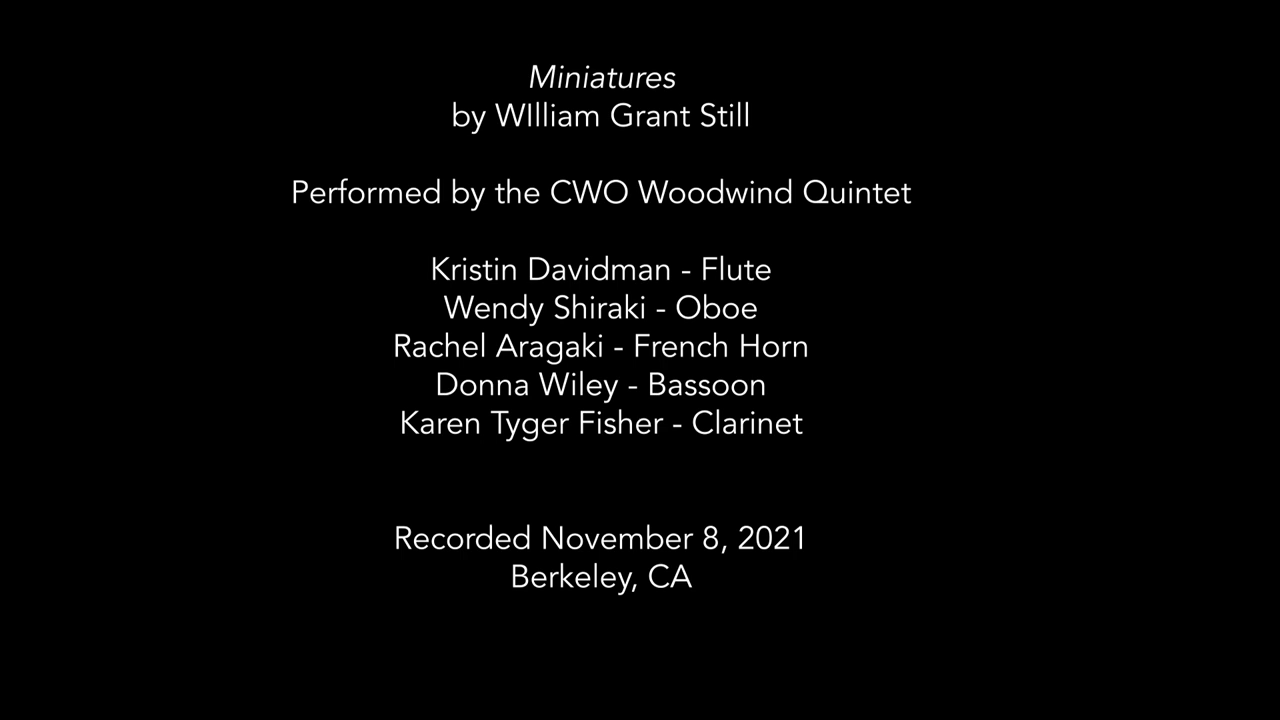 Miniatures
by WIlliam Grant Still
Performed by the CWO Woodwind Quintet
Kristin Davidman - Flute
Wendy Shiraki - Oboe
Rachel Aragaki - French Horn
Donna Wiley - Bassoon
Karen Tyger Fisher - Clarinet
Recorded November 8, 2021
Berkeley, CA